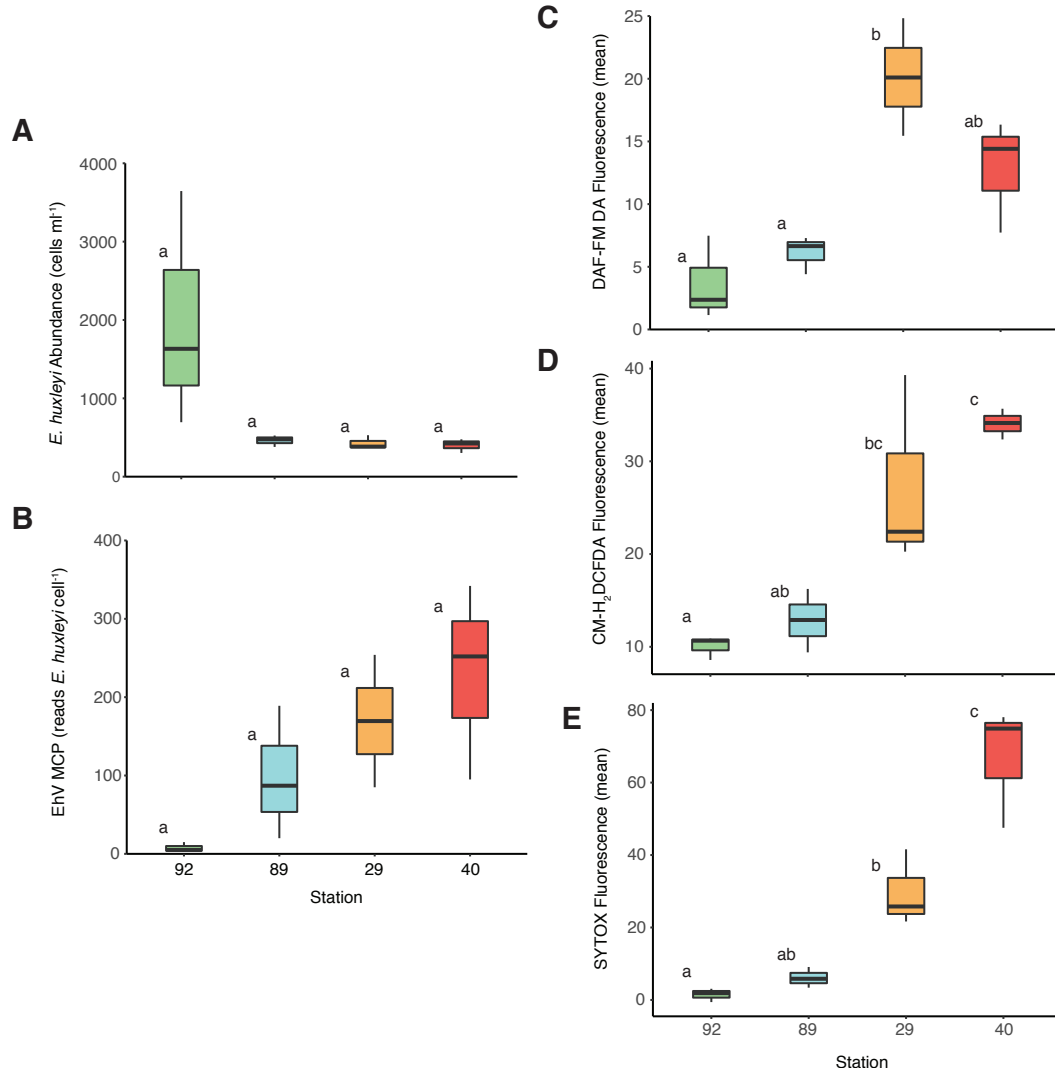 A
E. huxleyi Abundance (cells ml⁻¹)
4000
3000
2000
1000
0
a
a
a
a
B
EhV MCP (reads E. huxleyi cell⁻¹)
400
300
200
100
0
a
a
a
a
92
89
29
40
Station
C
DAF-FM DA Fluorescence (mean)
25
20
15
10
5
0
a
a
b
ab
D
CM-H₂DCFDA Fluorescence (mean)
40
30
20
10
a
ab
bc
c
E
SYTOX Fluorescence (mean)
80
60
40
20
0
a
ab
b
c
92
89
29
40
Station